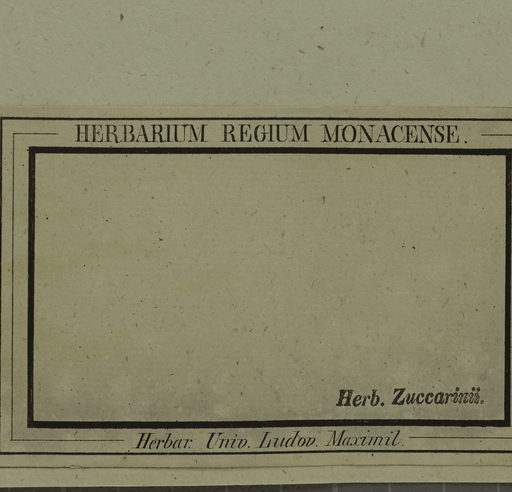 HERBARIUM REGIUM MONACENSE.
Herb. Zuccarinii.
Herbar. Univ. Ludov. Maximil.